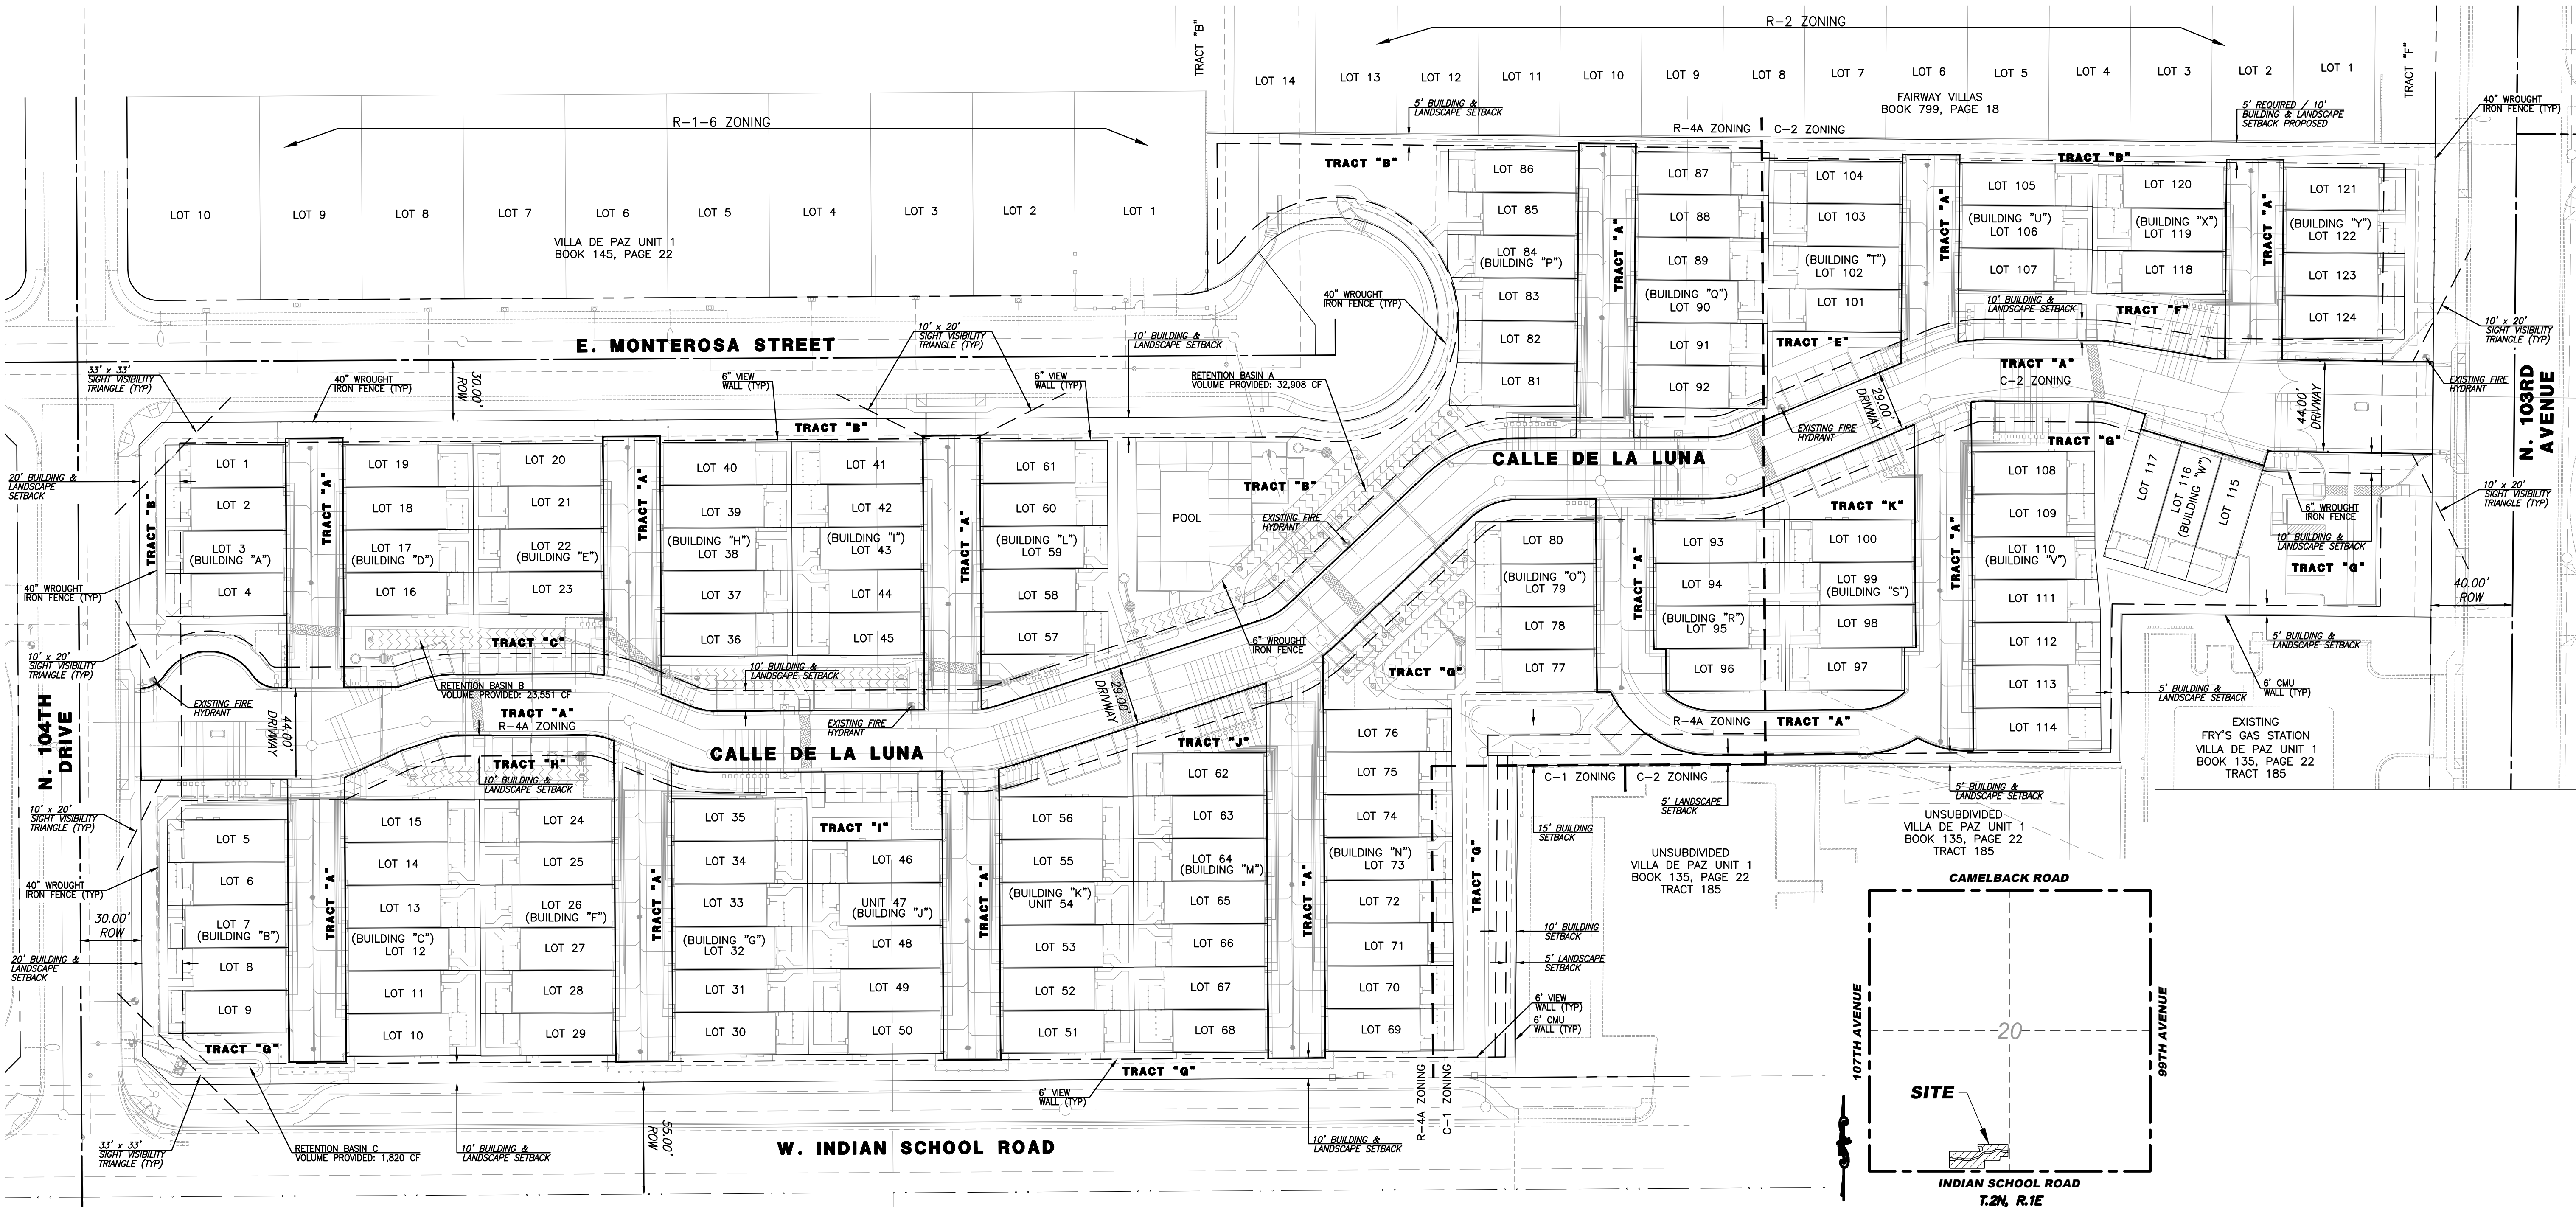 R-2 ZONING
TRACT "B"
LOT 14
LOT 13
LOT 12
LOT 11
LOT 10
LOT 9
LOT 8
LOT 7
LOT 6
LOT 5
LOT 4
LOT 3
LOT 2
LOT 1
TRACT "F"
FAIRWAY VILLAS
BOOK 799, PAGE 18
5' BUILDING &
LANDSCAPE SETBACK
5' REQUIRED / 10'
BUILDING & LANDSCAPE
SETBACK PROPOSED
40" WROUGHT
IRON FENCE (TYP)
R-1-6 ZONING
R-4A ZONING
C-2 ZONING
LOT 10
LOT 9
LOT 8
LOT 7
LOT 6
LOT 5
LOT 4
LOT 3
LOT 2
LOT 1
VILLA DE PAZ UNIT 1
BOOK 145, PAGE 22
TRACT "B"
TRACT "B"
LOT 86
LOT 85
LOT 84
(BUILDING "P")
LOT 83
LOT 82
LOT 81
TRACT "A"
LOT 87
LOT 88
LOT 89
(BUILDING "Q")
LOT 90
LOT 91
LOT 92
LOT 104
LOT 103
(BUILDING "T")
LOT 102
LOT 101
TRACT "E"
TRACT "A"
LOT 105
(BUILDING "U")
LOT 106
LOT 107
LOT 120
(BUILDING "X")
LOT 119
LOT 118
TRACT "A"
LOT 121
(BUILDING "Y")
LOT 122
LOT 123
LOT 124
10' BUILDING &
LANDSCAPE SETBACK
TRACT "F"
10' x 20'
SIGHT VISIBILITY
TRIANGLE (TYP)
40" WROUGHT
IRON FENCE (TYP)
E. MONTEROSA STREET
10' x 20'
SIGHT VISIBILITY
TRIANGLE (TYP)
10' BUILDING &
LANDSCAPE SETBACK
33' x 33'
SIGHT VISIBILITY
TRIANGLE (TYP)
40" WROUGHT
IRON FENCE (TYP)
30.00'
ROW
6" VIEW
WALL (TYP)
6" VIEW
WALL (TYP)
RETENTION BASIN A
VOLUME PROVIDED: 32,908 CF
TRACT "A"
C-2 ZONING
29.00'
DRIVWAY
44.00'
DRIVWAY
EXISTING FIRE
HYDRANT
N. 103RD
AVENUE
EXISTING FIRE
HYDRANT
TRACT "B"
CALLE DE LA LUNA
TRACT "G"
20' BUILDING &
LANDSCAPE
SETBACK
TRACT "B"
LOT 1
LOT 2
LOT 3
(BUILDING "A")
LOT 4
TRACT "A"
LOT 19
LOT 18
LOT 17
(BUILDING "D")
LOT 16
LOT 20
LOT 21
LOT 22
(BUILDING "E")
LOT 23
TRACT "A"
LOT 40
LOT 39
(BUILDING "H")
LOT 38
LOT 37
LOT 36
LOT 41
LOT 42
(BUILDING "I")
LOT 43
LOT 44
LOT 45
TRACT "A"
LOT 61
LOT 60
(BUILDING "L")
LOT 59
LOT 58
LOT 57
POOL
TRACT "B"
EXISTING FIRE
HYDRANT
6" WROUGHT
IRON FENCE
LOT 80
(BUILDING "O")
LOT 79
LOT 78
LOT 77
TRACT "A"
LOT 93
LOT 94
(BUILDING "R")
LOT 95
LOT 96
TRACT "K"
LOT 100
LOT 99
(BUILDING "S")
LOT 98
LOT 97
TRACT "A"
LOT 108
LOT 109
LOT 110
(BUILDING "V")
LOT 111
LOT 112
LOT 113
LOT 114
LOT 117
LOT 116
(BUILDING "W")
LOT 115
6" WROUGHT
IRON FENCE
10' BUILDING &
LANDSCAPE SETBACK
TRACT "G"
10' x 20'
SIGHT VISIBILITY
TRIANGLE (TYP)
40.00'
ROW
40" WROUGHT
IRON FENCE (TYP)
10' x 20'
SIGHT VISIBILITY
TRIANGLE (TYP)
N. 104TH
DRIVE
TRACT "C"
RETENTION BASIN B
VOLUME PROVIDED: 23,551 CF
10' BUILDING &
LANDSCAPE SETBACK
EXISTING FIRE
HYDRANT
44.00'
DRIVWAY
TRACT "A"
R-4A ZONING
EXISTING FIRE
HYDRANT
CALLE DE LA LUNA
29.00'
DRIVWAY
TRACT "G"
R-4A ZONING
TRACT "A"
5' BUILDING &
LANDSCAPE SETBACK
5' BUILDING &
LANDSCAPE SETBACK
6' CMU
WALL (TYP)
EXISTING
FRY'S GAS STATION
VILLA DE PAZ UNIT 1
BOOK 135, PAGE 22
TRACT 185
TRACT "H"
10' BUILDING &
LANDSCAPE SETBACK
TRACT "J"
C-1 ZONING
C-2 ZONING
5' LANDSCAPE
SETBACK
5' BUILDING &
LANDSCAPE SETBACK
15' BUILDING
SETBACK
UNSUBDIVIDED
VILLA DE PAZ UNIT 1
BOOK 135, PAGE 22
TRACT 185
UNSUBDIVIDED
VILLA DE PAZ UNIT 1
BOOK 135, PAGE 22
TRACT 185
10' x 20'
SIGHT VISIBILITY
TRIANGLE (TYP)
40" WROUGHT
IRON FENCE (TYP)
30.00'
ROW
20' BUILDING &
LANDSCAPE
SETBACK
LOT 5
LOT 6
LOT 7
(BUILDING "B")
LOT 8
LOT 9
TRACT "G"
TRACT "A"
LOT 15
LOT 14
LOT 13
(BUILDING "C")
LOT 12
LOT 11
LOT 10
LOT 24
LOT 25
LOT 26
(BUILDING "F")
LOT 27
LOT 28
LOT 29
TRACT "A"
LOT 35
LOT 34
LOT 33
(BUILDING "G")
LOT 32
LOT 31
LOT 30
TRACT "I"
LOT 46
UNIT 47
(BUILDING "J")
LOT 48
LOT 49
LOT 50
TRACT "A"
LOT 56
LOT 55
(BUILDING "K")
UNIT 54
LOT 53
LOT 52
LOT 51
LOT 62
LOT 63
LOT 64
(BUILDING "M")
LOT 65
LOT 66
LOT 67
LOT 68
TRACT "A"
LOT 76
LOT 75
LOT 74
(BUILDING "N")
LOT 73
LOT 72
LOT 71
LOT 70
LOT 69
TRACT "G"
10' BUILDING
SETBACK
5' LANDSCAPE
SETBACK
6' VIEW
WALL (TYP)
6' CMU
WALL (TYP)
TRACT "G"
6' VIEW
WALL (TYP)
R-4A ZONING
C-1 ZONING
33' x 33'
SIGHT VISIBILITY
TRIANGLE (TYP)
RETENTION BASIN C
VOLUME PROVIDED: 1,820 CF
10' BUILDING &
LANDSCAPE SETBACK
55.00'
ROW
W. INDIAN SCHOOL ROAD
10' BUILDING &
LANDSCAPE SETBACK
CAMELBACK ROAD
107TH AVENUE
20
99TH AVENUE
SITE
INDIAN SCHOOL ROAD
T.2N, R.1E